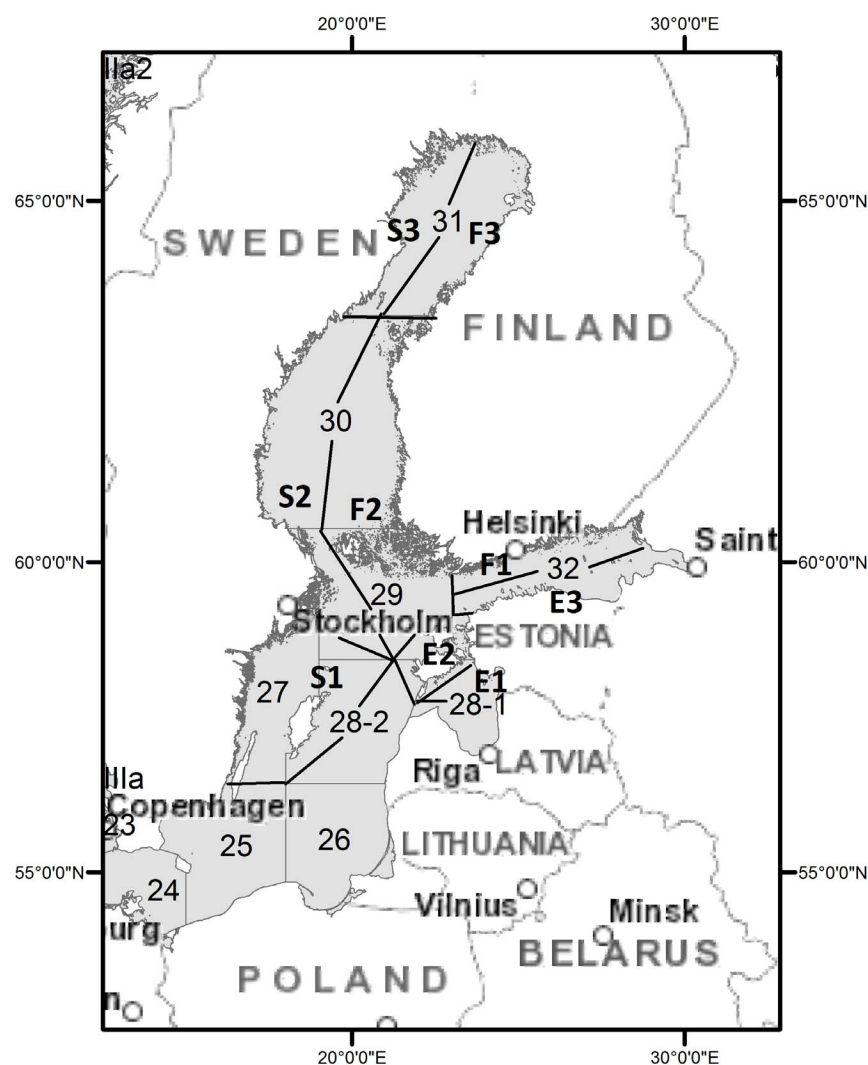 20°0'0"E 30°0'0"E
IIa2
65°0'0"N 65°0'0"N
31
S3 F3
SWEDEN
FINLAND
30
S2 F2
Helsinki
Saint
60°0'0"N F1 32 60°0'0"N
29 E3
Stockholm ESTONIA
E2
S1 E1
27 28-1
28-2
Riga LATVIA
IIIa
Copenhagen
23
25 26 LITHUANIA
55°0'0"N 55°0'0"N
24
Vilnius Minsk
urg
BELARUS
POLAND
n
20°0'0"E 30°0'0"E